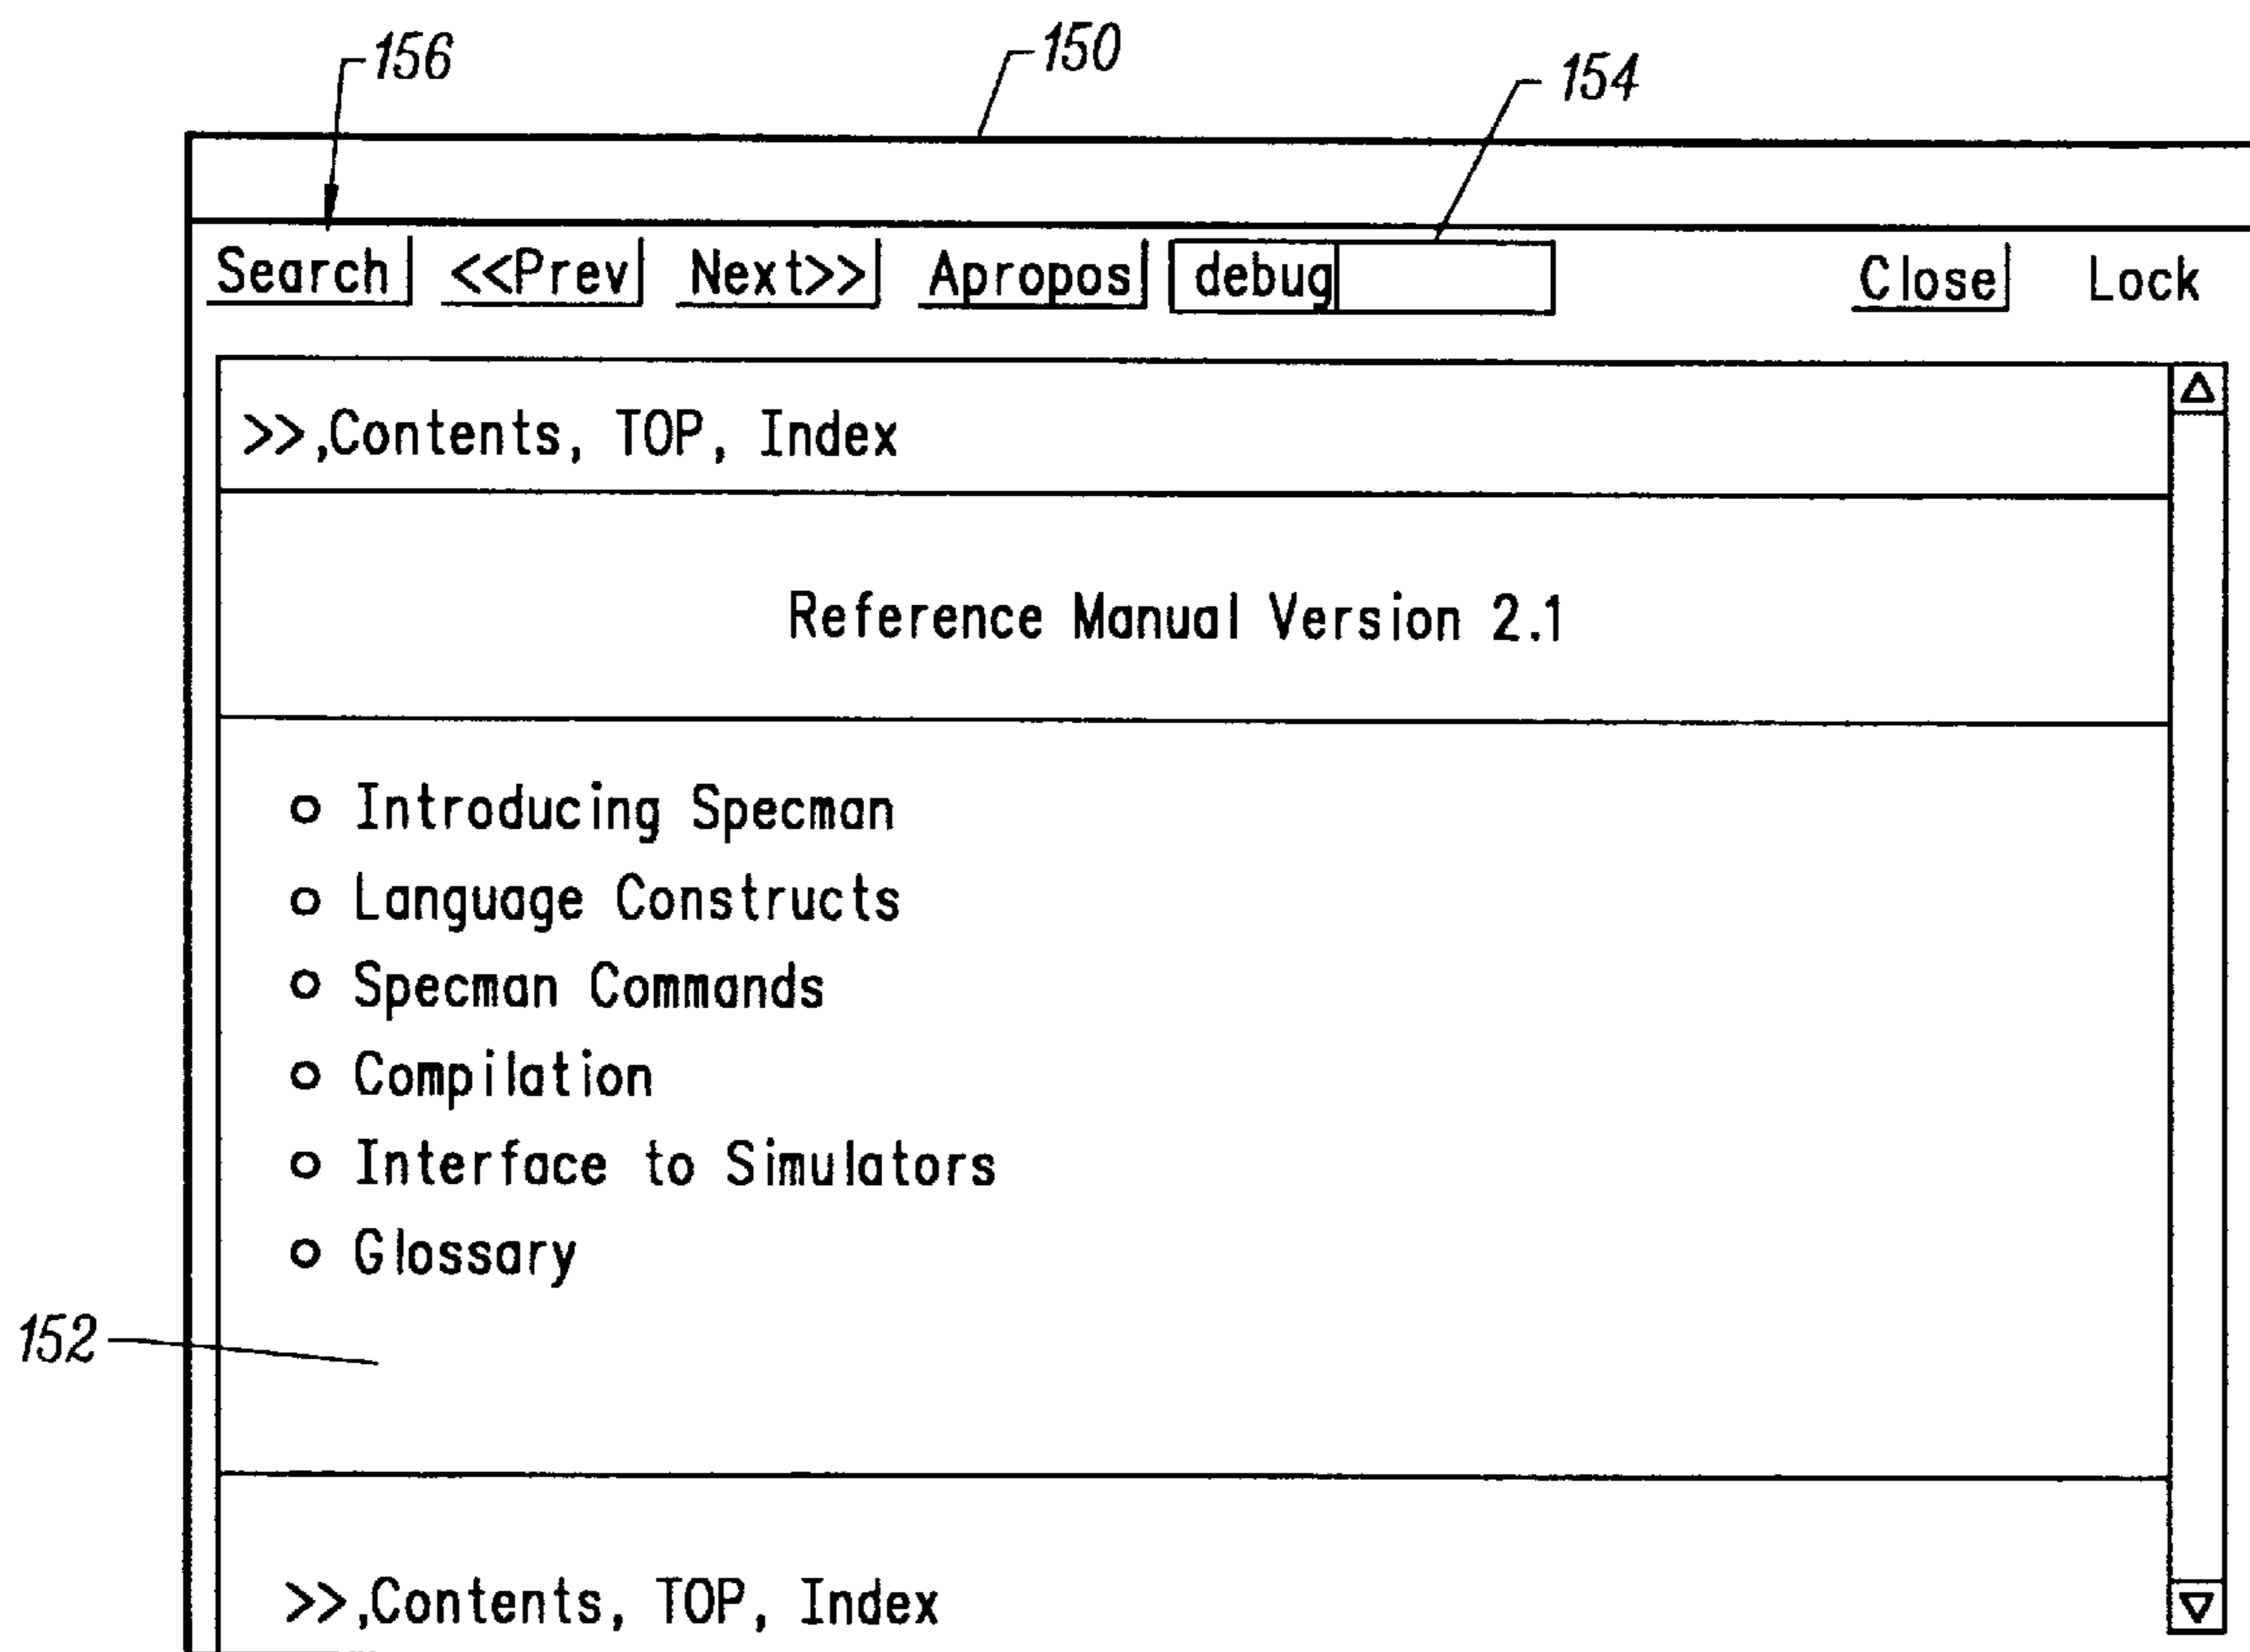 156
150
154
Search <<Prev Next>> Apropos debug Close Lock
>>,Contents, TOP, Index
Reference Manual Version 2.1
o Introducing Specman
o Language Constructs
o Specman Commands
o Compilation
o Interface to Simulators
o Glossary
152
>>,Contents, TOP, Index